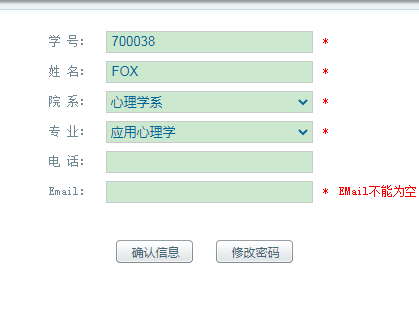 学 号: 700038 *
姓 名: FOX *
院 系: 心理学系 *
专 业: 应用心理学 *
电 话:
Email: * EMail不能为空
确认信息 修改密码